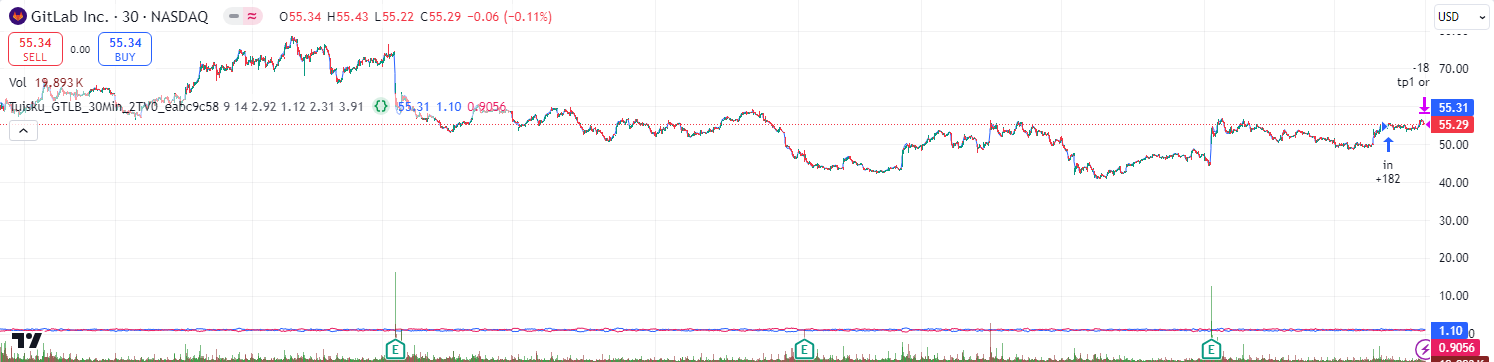 GitLab Inc. · 30 · NASDAQ O55.34 H55.43 L55.22 C55.29 −0.06 (−0.11%)
USD
55.34 SELL 0.00 55.34 BUY
Vol 19.893K
Tuisku_GTLB_30Min_2TV0_eabc9c58 9 14 2.92 1.12 2.31 3.91 {} 55.31 1.10 0.9056
70.00
-18
tp1 or
55.31
55.29
50.00
in
+182
40.00
30.00
20.00
10.00
1.10
0.9056
E E E